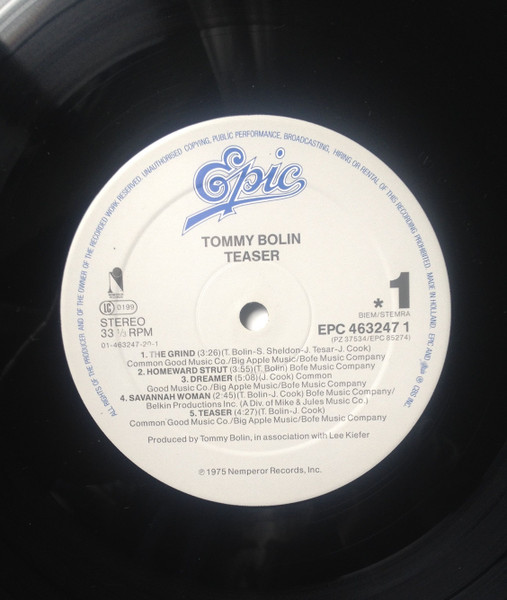 ALL RIGHTS OF THE PRODUCER AND OF THE OWNER OF THE RECORDED WORK RESERVED. UNAUTHORISED COPYING, PUBLIC PERFORMANCE, BROADCASTING, HIRING OR RENTAL OF THIS RECORDING PROHIBITED. MADE IN HOLLAND. EPIC AND ARE ® CBS INC.
Epic
TOMMY BOLIN
TEASER
* 1
LC 0199
BIEM/STEMRA
STEREO
EPC 463247 1
33 ⅓ RPM
(PZ 37534/EPC 85274)
01-463247-20-1
1. THE GRIND (3:26)(T. Bolin-S. Sheldon-J. Tesar-J. Cook)
Common Good Music Co./Big Apple Music/Bofe Music Company
2. HOMEWARD STRUT (3:55)(T. Bolin) Bofe Music Company
3. DREAMER (5:08)(J. Cook) Common
Good Music Co./Big Apple Music/Bofe Music Company
4. SAVANNAH WOMAN (2:45)(T. Bolin-J. Cook) Bofe Music Company/
Belkin Productions Inc. (A Div. of Mike & Jules Music Co.)
5. TEASER (4:27)(T. Bolin-J. Cook)
Common Good Music Co./Big Apple Music/Bofe Music Company
Produced by Tommy Bolin, in association with Lee Kiefer
℗ 1975 Nemperor Records, Inc.